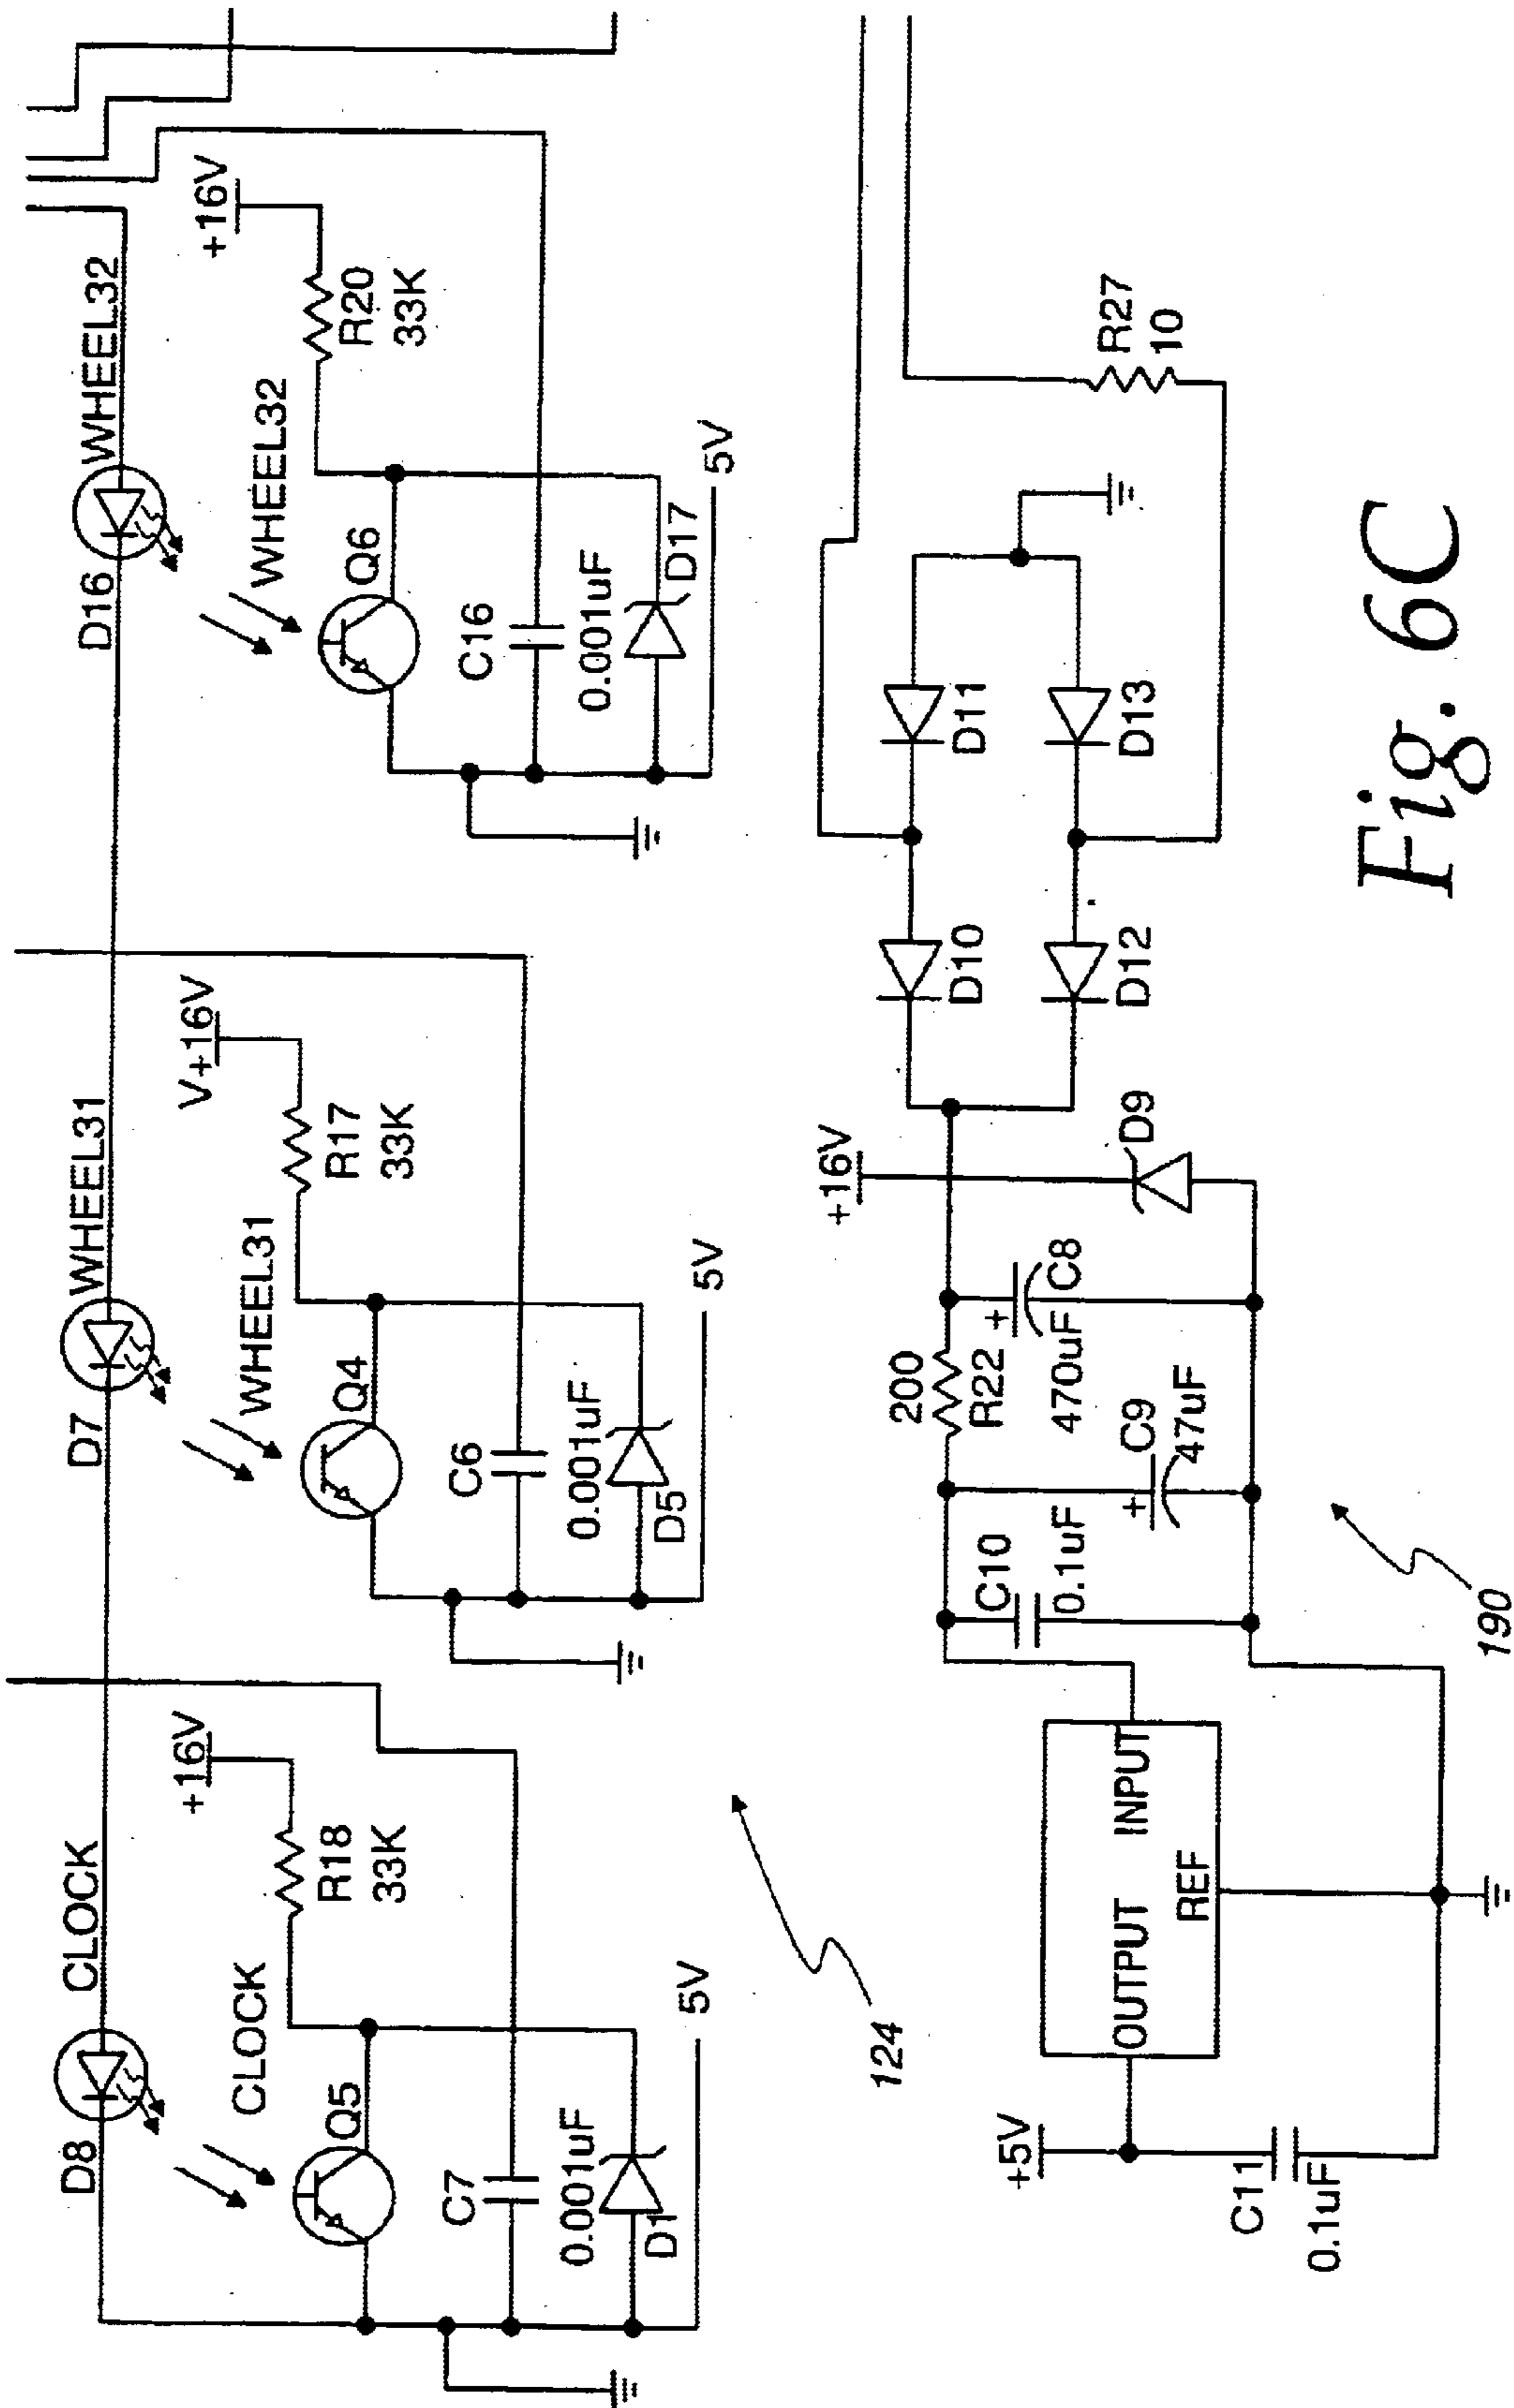 D8
CLOCK
D7
WHEEL31
D16
WHEEL32
+16V
R18
33K
CLOCK
Q5
C7
0.001uF
D1
5V
V+16V
R17
33K
WHEEL31
Q4
C6
0.001uF
D5
5V
+16V
R20
33K
WHEEL32
Q6
C16
0.001uF
D17
5V
124
+5V
C11
0.1uF
OUTPUT INPUT
REF
C10
0.1uF
200
R22
C9
47uF
470uF
C8
+
+
+16V
D9
D10
D11
D12
D13
R27
10
190
Fig. 6C